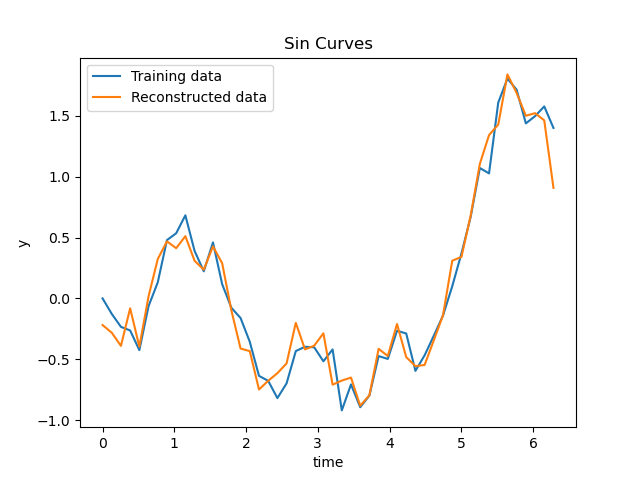 Sin Curves
Training data
Reconstructed data
y
1.5
1.0
0.5
0.0
−0.5
−1.0
0 1 2 3 4 5 6
time